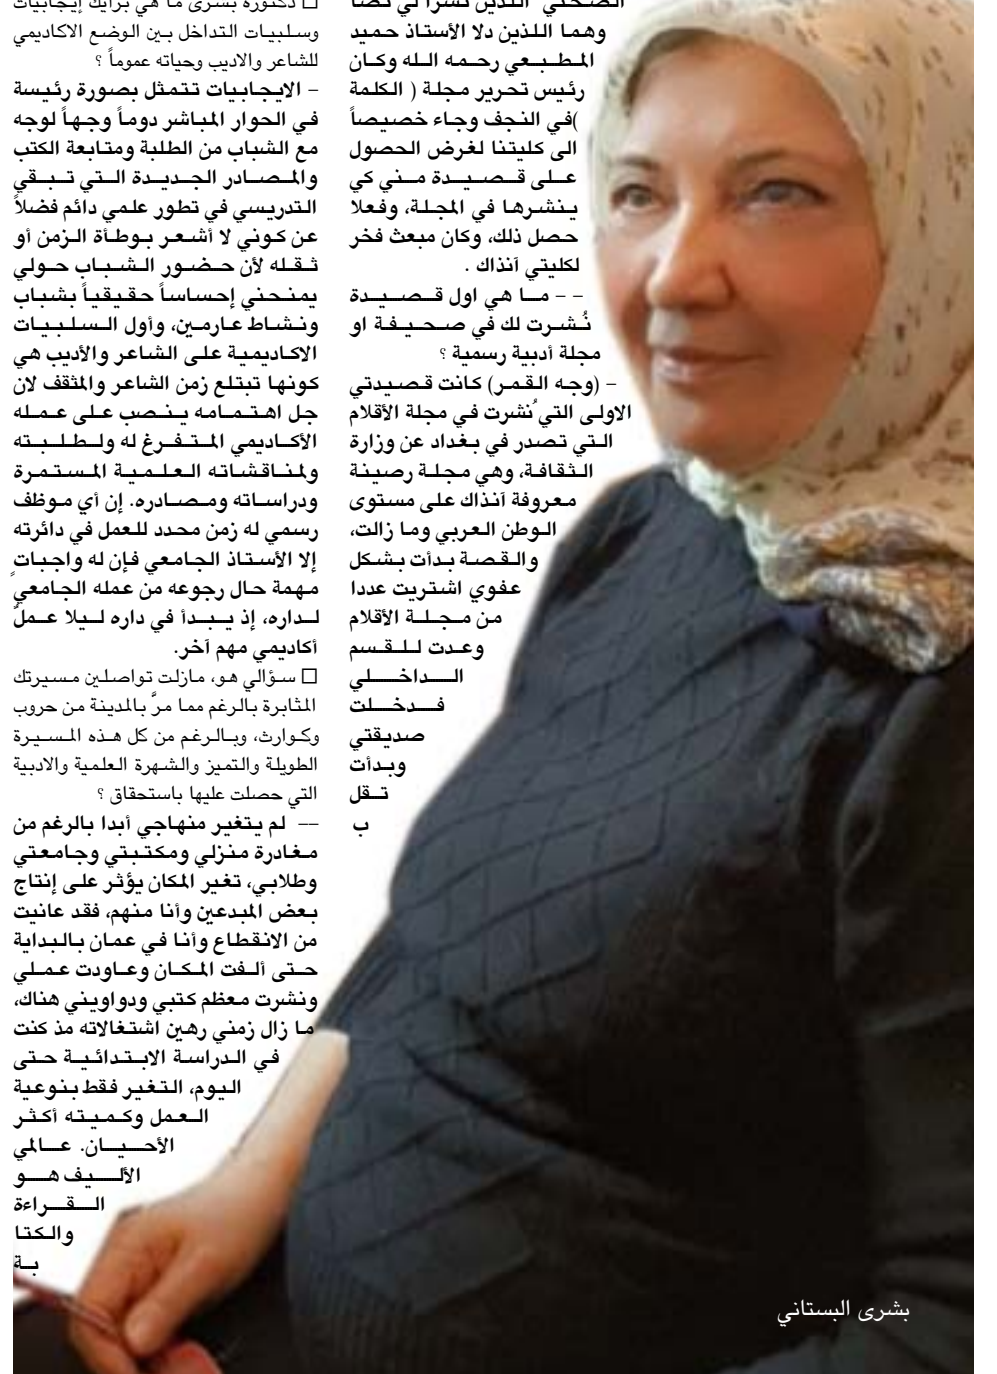 الصحفي اللذين نشرا لي نصا
وهما اللذين دلا الأستاذ حميد
المطبعي رحمه الله وكان
رئيس تحرير مجلة ( الكلمة
)في النجف وجاء خصيصاً
الى كليتنا لغرض الحصول
على قصيدة مني كي
ينشرها في المجلة، وفعلا
حصل ذلك، وكان مبعث فخر
لكليتي آنذاك .
- - ما هي اول قصيدة
نُشرت لك في صحيفة او
مجلة أدبية رسمية ؟
- (وجه القمر) كانت قصيدتي
الاولى التي ُنشرت في مجلة الأقلام
التي تصدر في بغداد عن وزارة
الثقافة، وهي مجلة رصينة
معروفة آنذاك على مستوى
الوطن العربي وما زالت،
والقصة بدأت بشكل
عفوي اشتريت عددا
من مجلة الأقلام
وعدت للقسم
الداخلي
فدخلت
صديقتي
وبدأت
تقل
ب
□ دكتورة بشرى ما هي برأيك إيجابيات
وسلبيات التداخل بين الوضع الاكاديمي
للشاعر والاديب وحياته عموماً ؟
- الايجابيات تتمثل بصورة رئيسة
في الحوار المباشر دوماً وجهاً لوجه
مع الشباب من الطلبة ومتابعة الكتب
والمصادر الجديدة التي تبقي
التدريسي في تطور علمي دائم فضلاً
عن كوني لا أشعر بوطأة الزمن أو
ثقله لأن حضور الشباب حولي
يمنحني إحساساً حقيقياً بشباب
ونشاط عارمين، وأول السلبيات
الاكاديمية على الشاعر والأديب هي
كونها تبتلع زمن الشاعر والمثقف لان
جل اهتمامه ينصب على عمله
الأكاديمي المتفرغ له ولطلبته
ولمناقشاته العلمية المستمرة
ودراساته ومصادره. إن أي موظف
رسمي له زمن محدد للعمل في دائرته
إلا الأستاذ الجامعي فإن له واجباتٍ
مهمة حال رجوعه من عمله الجامعي
لداره، إذ يبدأ في داره ليلا عملٌ
أكاديمي مهم آخر.
□ سؤالي هو، مازلت تواصلين مسيرتك
المثابرة بالرغم مما مرَّ بالمدينة من حروب
وكوارث، وبالرغم من كل هذه المسيرة
الطويلة والتميز والشهرة العلمية والادبية
التي حصلت عليها باستحقاق ؟
-- لم يتغير منهاجي أبدا بالرغم من
مغادرة منزلي ومكتبتي وجامعتي
وطلابي، تغير المكان يؤثر على إنتاج
بعض المبدعين وأنا منهم، فقد عانيت
من الانقطاع وأنا في عمان بالبداية
حتى ألفت المكان وعاودت عملي
ونشرت معظم كتبي ودواويني هناك،
ما زال زمني رهين اشتغالاته مذ كنت
في الدراسة الابتدائية حتى
اليوم، التغير فقط بنوعية
العمل وكميته أكثر
الأحيان. عالمي
الأليف هو
القراءة
والكتا
بة
بشرى البستاني